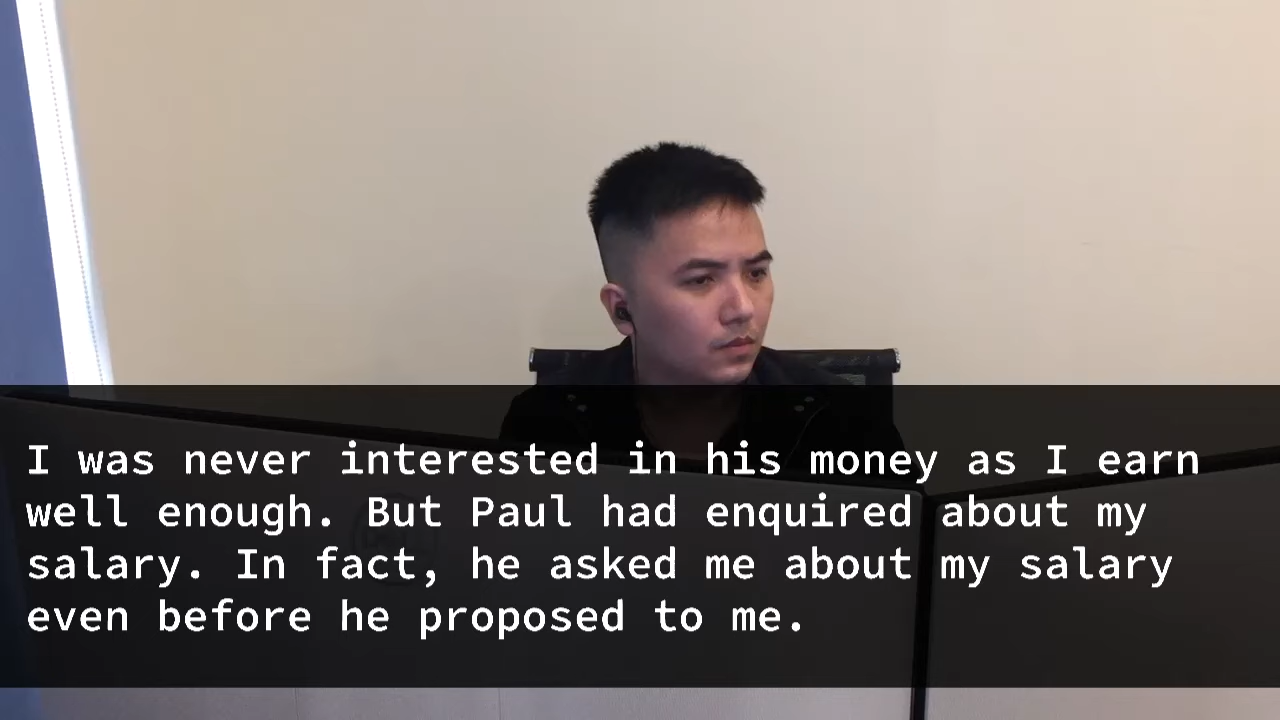 I was never interested in his money as I earn
well enough. But Paul had enquired about my
salary. In fact, he asked me about my salary
even before he proposed to me.